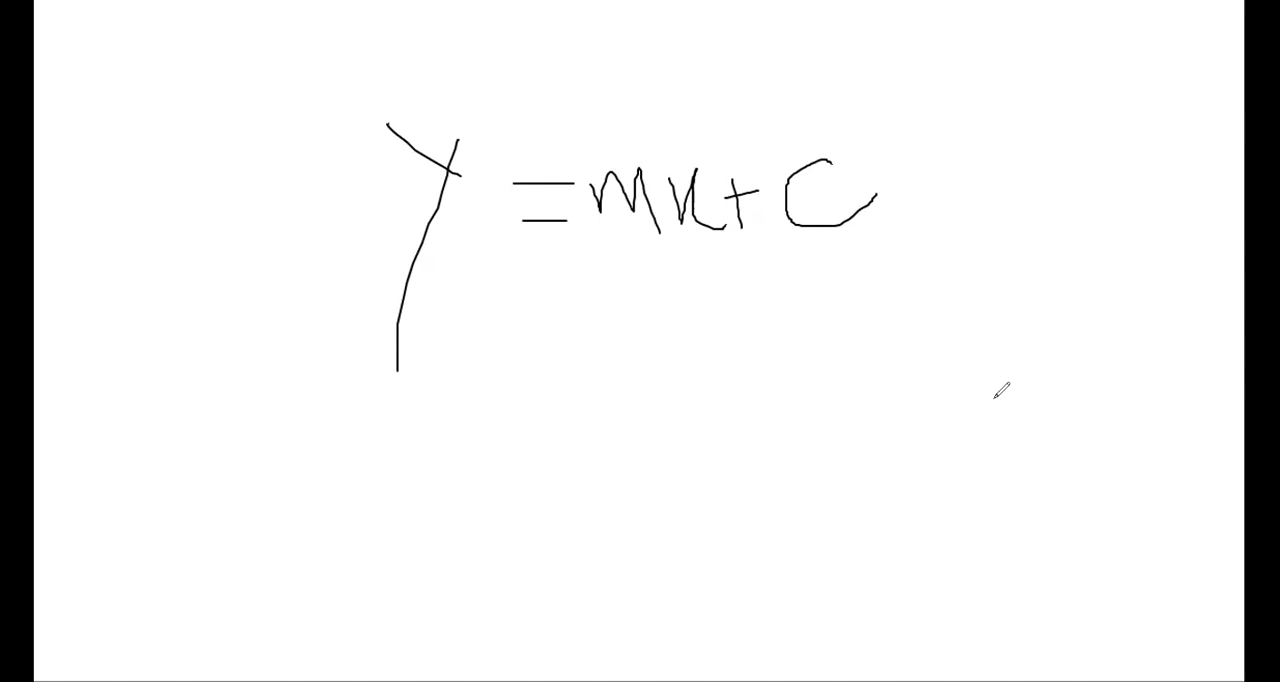 y = mx + c